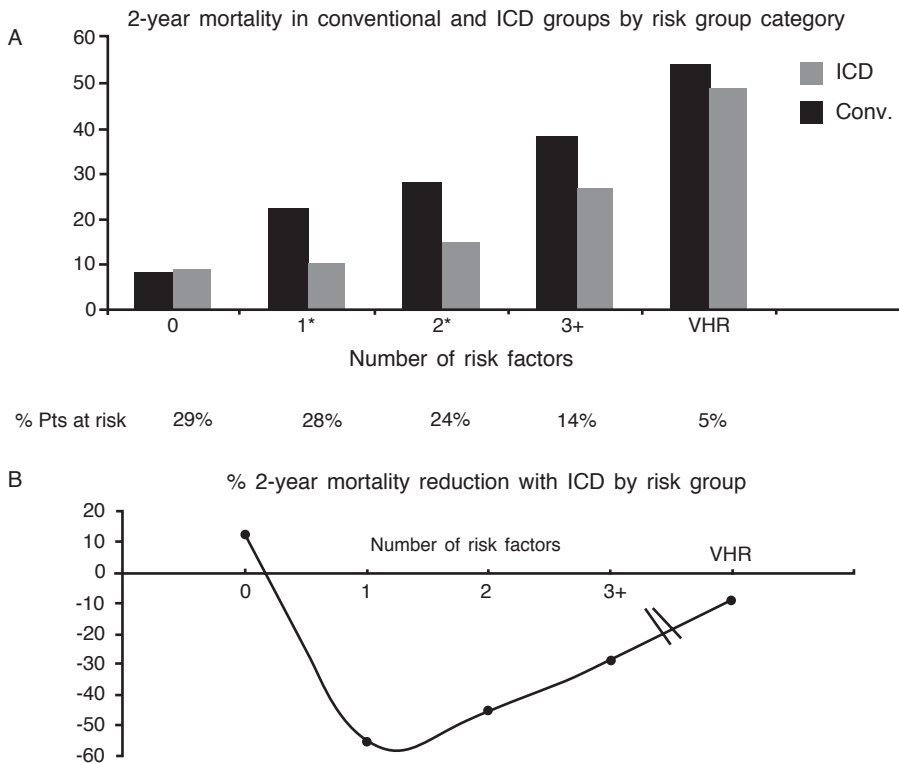 A
2-year mortality in conventional and ICD groups by risk group category
60
50
40
30
20
10
0
ICD
Conv.
0 1* 2* 3+ VHR
Number of risk factors
% Pts at risk 29% 28% 24% 14% 5%
B
% 2-year mortality reduction with ICD by risk group
20
10
0
-10
-20
-30
-40
-50
-60
Number of risk factors
VHR
0 1 2 3+